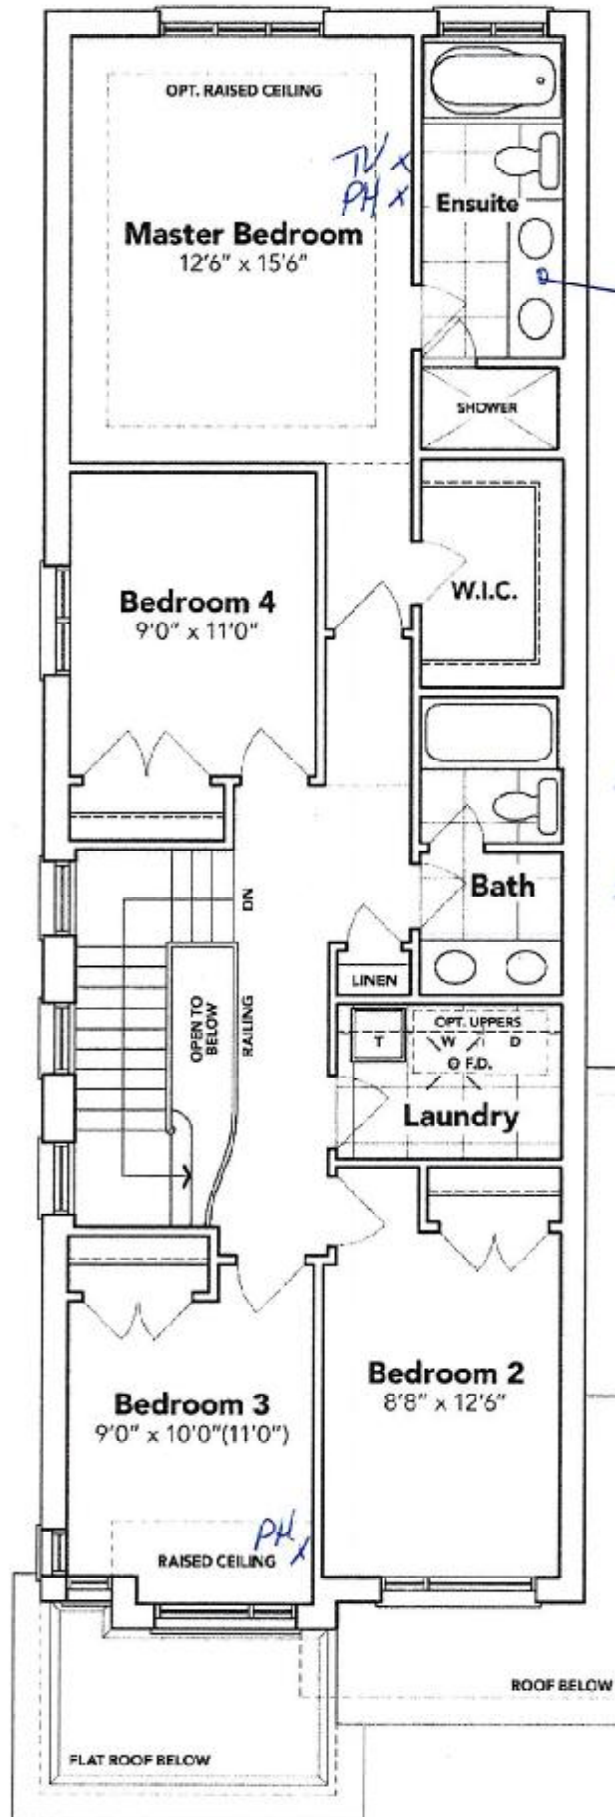 OPT. RAISED CEILING
TV x
PH x
Ensuite
Master Bedroom
12'6" x 15'6"
SHOWER
Bedroom 4
9'0" x 11'0"
W.I.C.
Bath
DN
LINEN
OPEN TO
BELOW
RAILING
OPT. UPPERS
T W D
F.D.
Laundry
Bedroom 2
8'8" x 12'6"
Bedroom 3
9'0" x 10'0"(11'0")
PH x
RAISED CEILING
ROOF BELOW
FLAT ROOF BELOW